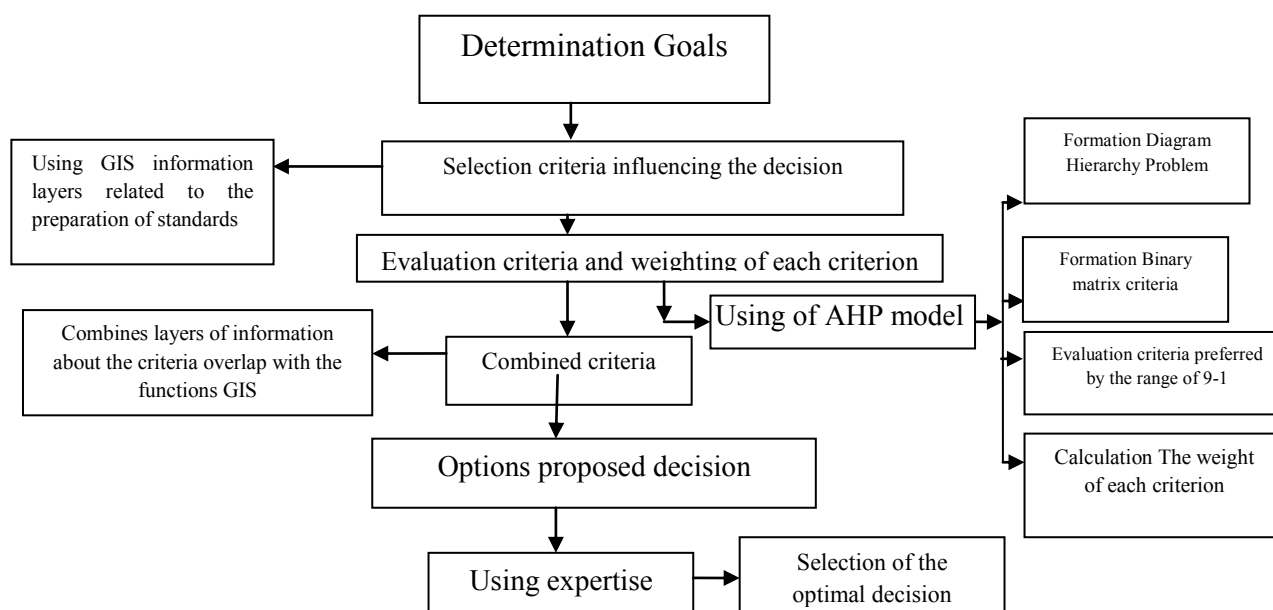 Determination Goals
Using GIS information
layers related to the
preparation of standards
Selection criteria influencing the decision
Formation Diagram
Hierarchy Problem
Evaluation criteria and weighting of each criterion
Formation Binary
matrix criteria
Using of AHP model
Combines layers of information
about the criteria overlap with the
functions GIS
Combined criteria
Evaluation criteria preferred
by the range of 9-1
Options proposed decision
Calculation The weight
of each criterion
Using expertise
Selection of the
optimal decision